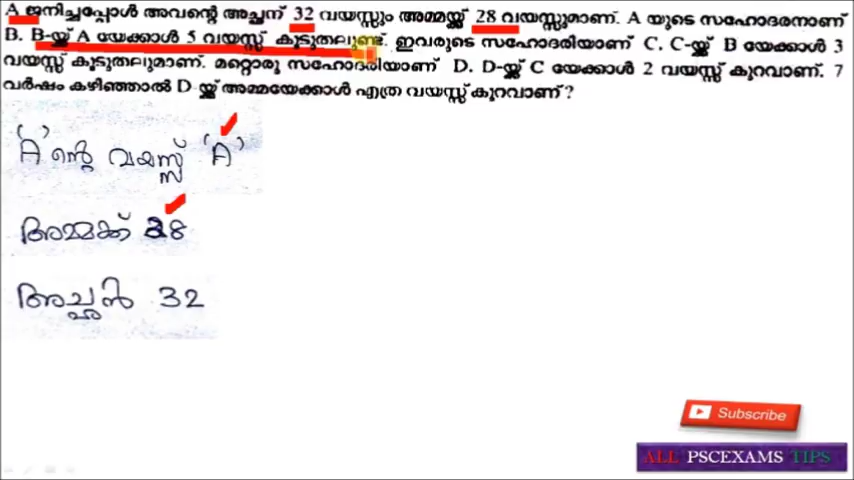 A ജനിച്ചപ്പോൾ അവന്റെ അച്ഛന് 32 വയസ്സും അമ്മയ്ക്ക് 28 വയസ്സുമാണ്. A യുടെ സഹോദരനാണ്
B. B-യ്ക്ക് A യേക്കാൾ 5 വയസ്സ് കൂടുതലുണ്ട്. ഇവരുടെ സഹോദരിയാണ് C. C-യ്ക്ക് B യേക്കാൾ 3
വയസ്സ് കൂടുതലുമാണ്. മറ്റൊരു സഹോദരിയാണ് D. D-യ്ക്ക് C യേക്കാൾ 2 വയസ്സ് കുറവാണ്. 7
വർഷം കഴിഞ്ഞാൽ D യ്ക്ക് അമ്മയേക്കാൾ എത്ര വയസ്സ് കുറവാണ് ?
'A' ന്റെ വയസ്സ് 'A'
അമ്മക്ക് 28
അച്ഛൻ 32
Subscribe
ALL PSCEXAMS TIPS